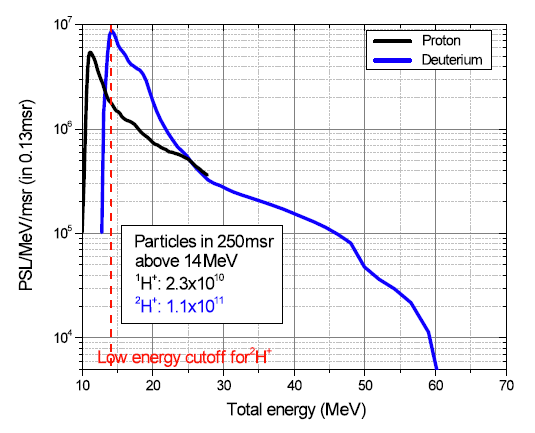 10⁷
10⁶
10⁵
10⁴
PSL/MeV/msr (in 0.13msr)
Proton
Deuterium
Particles in 250msr
above 14MeV
¹H⁺: 2.3x10¹⁰
²H⁺: 1.1x10¹¹
Low energy cutoff for ²H⁺
10 20 30 40 50 60 70
Total energy (MeV)